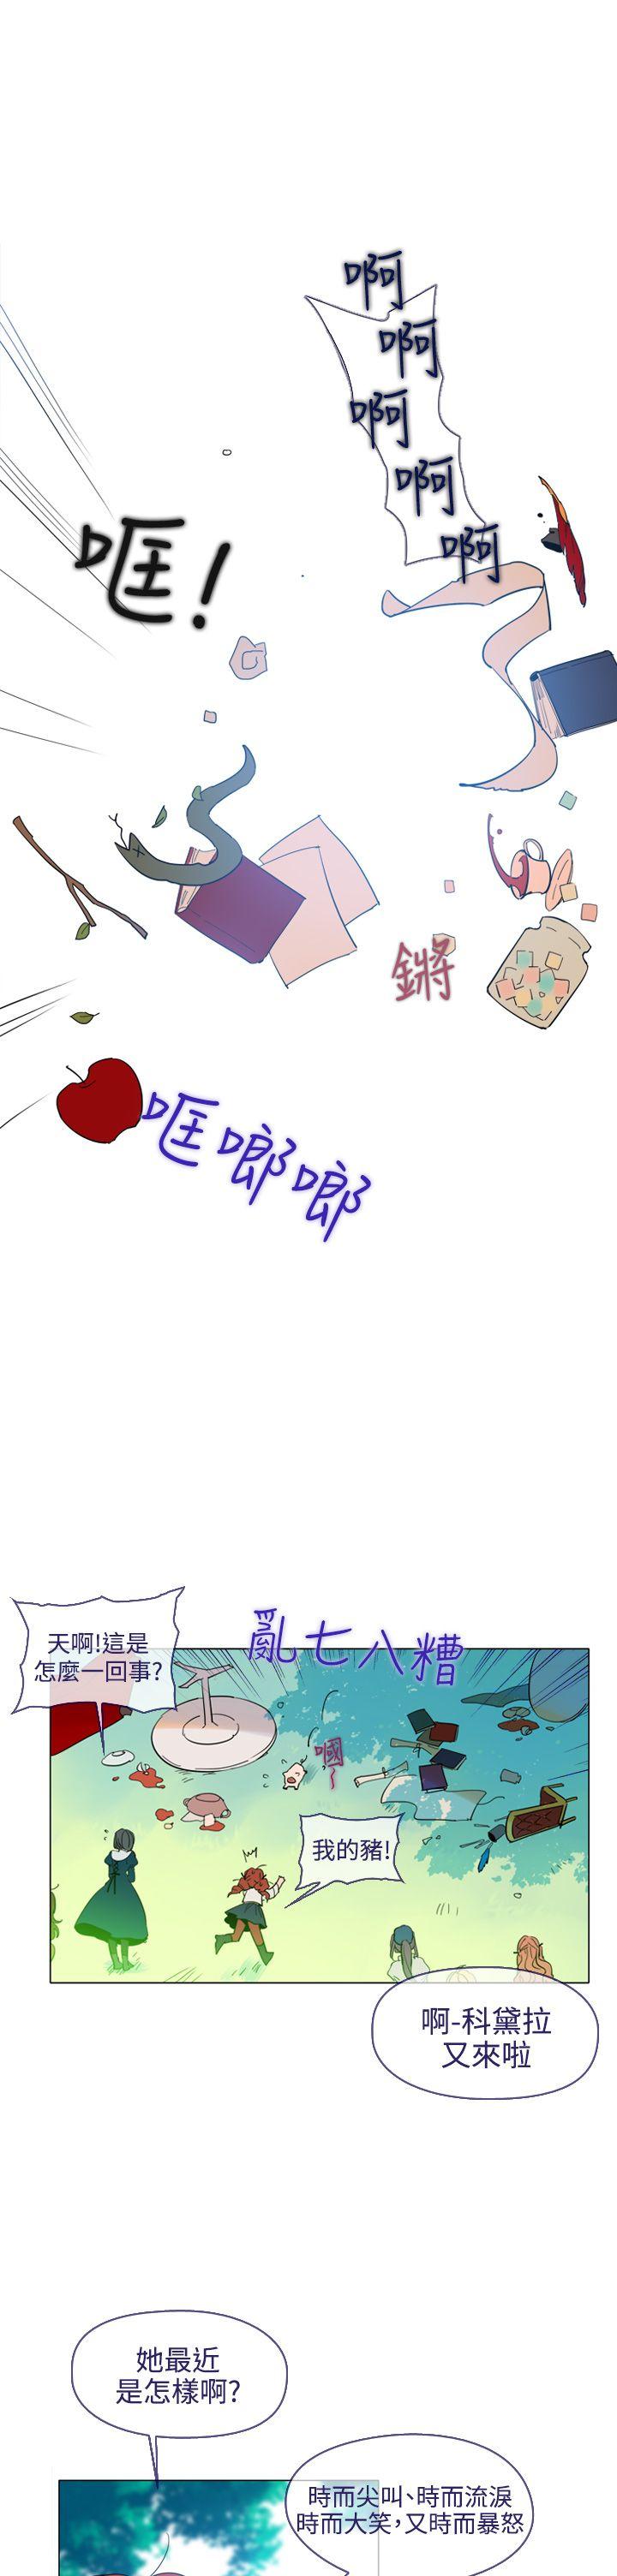 啊
啊
啊
啊
啊
哐!
鏘
哐啷啷
天啊!這是
怎麼一回事?
亂七八糟
嘓~
我的豬!
啊-科黛拉
又來啦
她最近
是怎樣啊?
時而尖叫、時而流淚
時而大笑,又時而暴怒